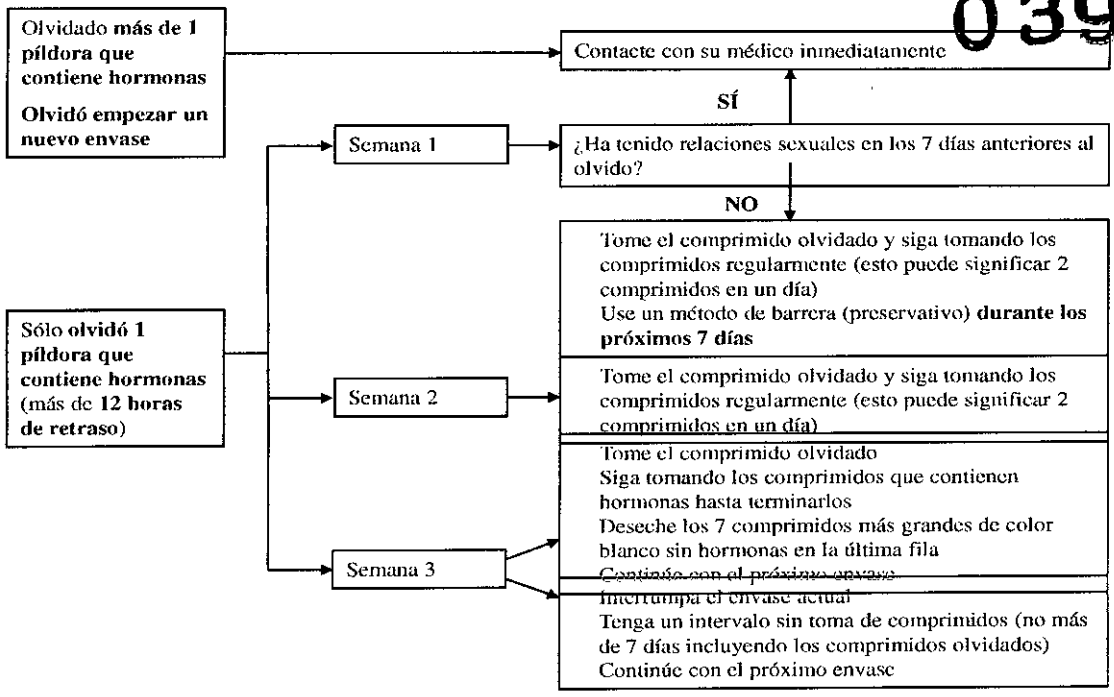 039
Olvidado más de 1
píldora que
contiene hormonas
Olvidó empezar un
nuevo envase
Contacte con su médico inmediatamente
SÍ
Semana 1
¿Ha tenido relaciones sexuales en los 7 días anteriores al
olvido?
NO
Tome el comprimido olvidado y siga tomando los
comprimidos regularmente (esto puede significar 2
comprimidos en un día)
Use un método de barrera (preservativo) durante los
próximos 7 días
Sólo olvidó 1
píldora que
contiene hormonas
(más de 12 horas
de retraso)
Semana 2
Tome el comprimido olvidado y siga tomando los
comprimidos regularmente (esto puede significar 2
comprimidos en un día)
Tome el comprimido olvidado
Siga tomando los comprimidos que contienen
hormonas hasta terminarlos
Deseche los 7 comprimidos más grandes de color
blanco sin hormonas en la última fila
Continúe con el próximo envase
Semana 3
Interrumpa el envase actual
Tenga un intervalo sin toma de comprimidos (no más
de 7 días incluyendo los comprimidos olvidados)
Continúe con el próximo envase